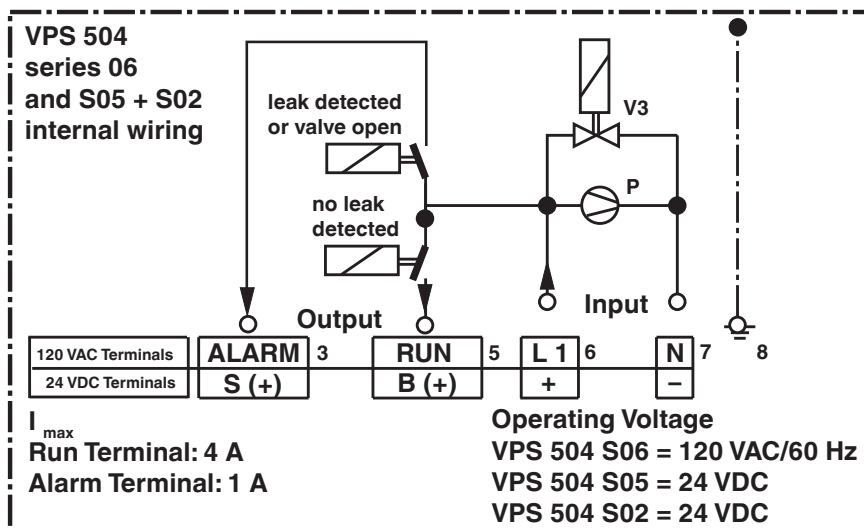 VPS 504
series 06
and S05 + S02
internal wiring
leak detected
or valve open
no leak
detected
V3
P
Output
Input
120 VAC Terminals
ALARM 3
RUN 5
L 1 6
N 7
8
24 VDC Terminals
S (+)
B (+)
+
–
I max
Run Terminal: 4 A
Alarm Terminal: 1 A
Operating Voltage
VPS 504 S06 = 120 VAC/60 Hz
VPS 504 S05 = 24 VDC
VPS 504 S02 = 24 VDC